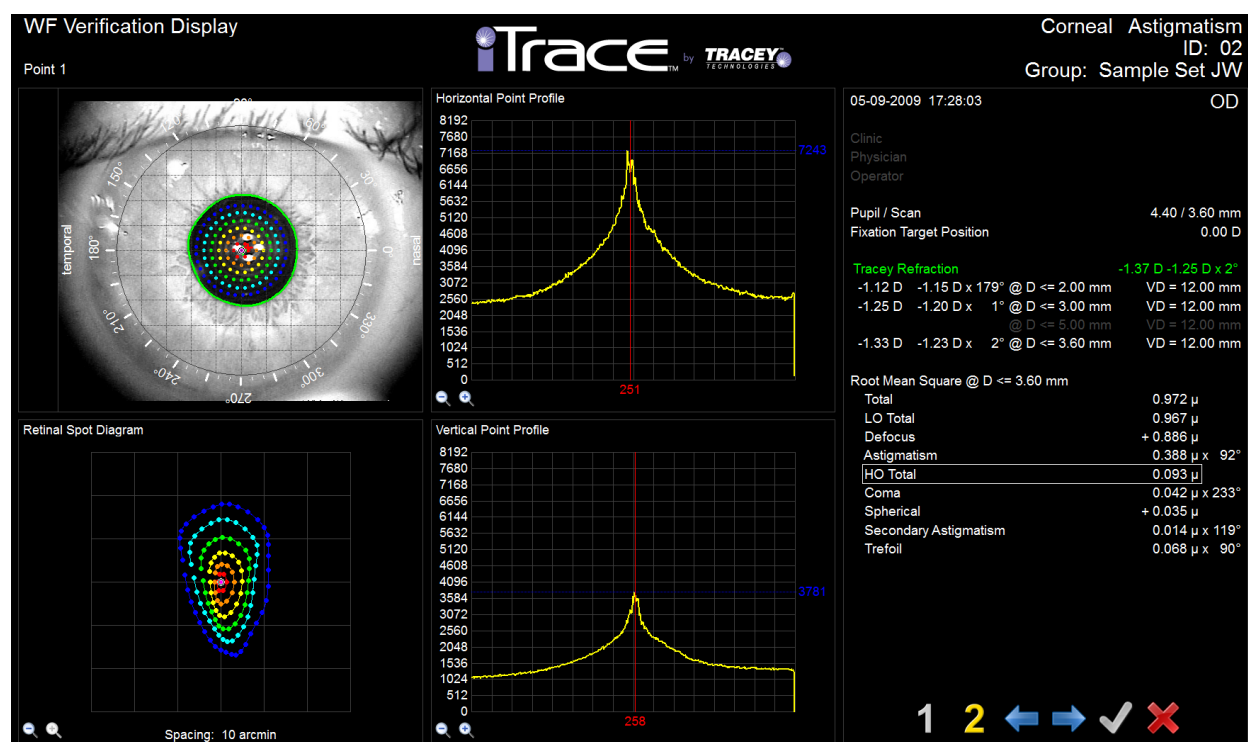 WF Verification Display
Point 1
iTrace™ by TRACEY TECHNOLOGIES
Corneal Astigmatism
ID: 02
Group: Sample Set JW
90°
60°
30
0°
330°
300°
270°
240°
210°
180°
150°
temporal
nasal
Horizontal Point Profile
8192
7680
7168
6656
6144
5632
5120
4608
4096
3584
3072
2560
2048
1536
1024
512
0
7243
251
Retinal Spot Diagram
Spacing: 10 arcmin
Vertical Point Profile
8192
7680
7168
6656
6144
5632
5120
4608
4096
3584
3072
2560
2048
1536
1024
512
0
3781
258
05-09-2009 17:28:03 OD
Clinic
Physician
Operator
Pupil / Scan 4.40 / 3.60 mm
Fixation Target Position 0.00 D
Tracey Refraction -1.37 D -1.25 D x 2°
-1.12 D -1.15 D x 179° @ D <= 2.00 mm VD = 12.00 mm
-1.25 D -1.20 D x 1° @ D <= 3.00 mm VD = 12.00 mm
@ D <= 5.00 mm VD = 12.00 mm
-1.33 D -1.23 D x 2° @ D <= 3.60 mm VD = 12.00 mm
Root Mean Square @ D <= 3.60 mm
Total 0.972 µ
LO Total 0.967 µ
Defocus + 0.886 µ
Astigmatism 0.388 µ x 92°
HO Total 0.093 µ
Coma 0.042 µ x 233°
Spherical + 0.035 µ
Secondary Astigmatism 0.014 µ x 119°
Trefoil 0.068 µ x 90°
1 2